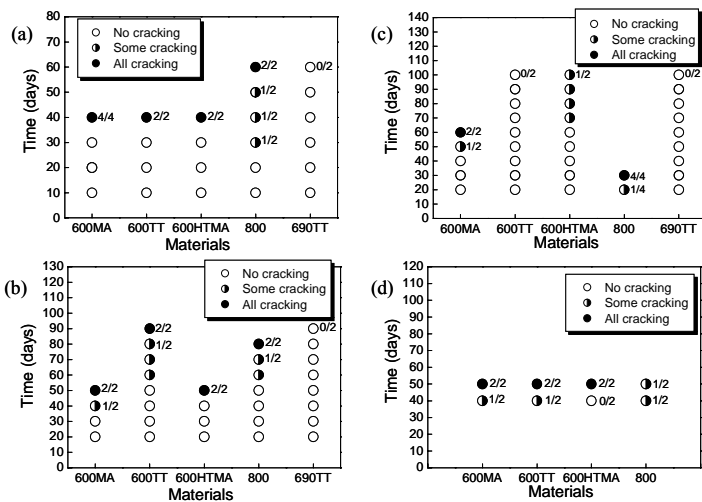 (a)
No cracking
Some cracking
All cracking
Time (days)
80
70
60
50
40
30
20
10
0
4/4
2/2
2/2
2/2
1/2
1/2
1/2
0/2
600MA 600TT 600HTMA 800 690TT
Materials
(c)
No cracking
Some cracking
All cracking
Time (days)
140
130
120
110
100
90
80
70
60
50
40
30
20
10
0
2/2
1/2
0/2
1/2
4/4
1/4
0/2
600MA 600TT 600HTMA 800 690TT
Materials
(b)
No cracking
Some cracking
All cracking
Time (days)
130
120
110
100
90
80
70
60
50
40
30
20
10
0
2/2
1/2
2/2
1/2
2/2
2/2
1/2
0/2
600MA 600TT 600HTMA 800 690TT
Materials
(d)
No cracking
Some cracking
All cracking
Time (days)
120
110
100
90
80
70
60
50
40
30
20
10
0
2/2
1/2
2/2
1/2
2/2
0/2
1/2
1/2
600MA 600TT 600HTMA 800
Materials